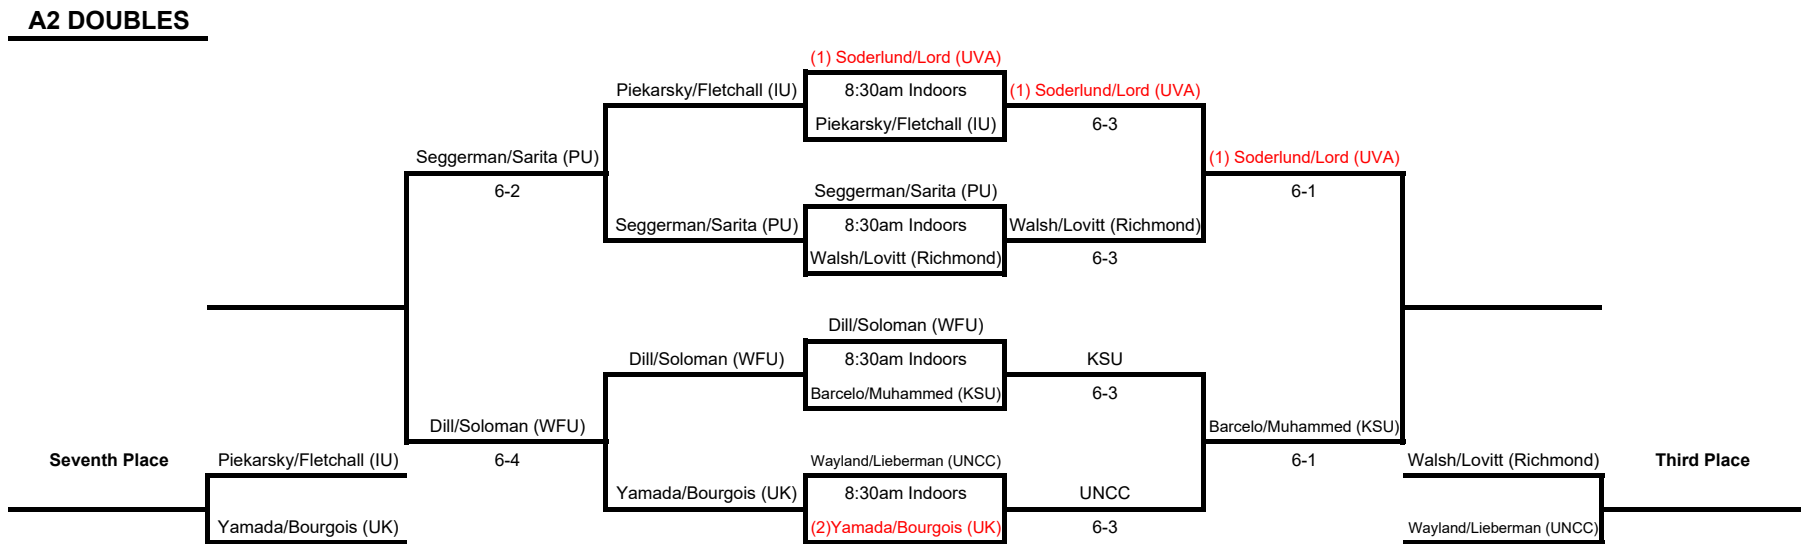 A2 DOUBLES
(1) Soderlund/Lord (UVA)
Piekarsky/Fletchall (IU) 8:30am Indoors (1) Soderlund/Lord (UVA)
Piekarsky/Fletchall (IU) 6-3
Seggerman/Sarita (PU) (1) Soderlund/Lord (UVA)
6-2 Seggerman/Sarita (PU) 6-1
Seggerman/Sarita (PU) 8:30am Indoors Walsh/Lovitt (Richmond)
Walsh/Lovitt (Richmond) 6-3
Dill/Soloman (WFU)
Dill/Soloman (WFU) 8:30am Indoors KSU
Barcelo/Muhammed (KSU) 6-3
Dill/Soloman (WFU) Barcelo/Muhammed (KSU)
Seventh Place Piekarsky/Fletchall (IU) 6-4 Wayland/Lieberman (UNCC) 6-1 Walsh/Lovitt (Richmond) Third Place
Yamada/Bourgois (UK) 8:30am Indoors UNCC
Yamada/Bourgois (UK) (2)Yamada/Bourgois (UK) 6-3 Wayland/Lieberman (UNCC)